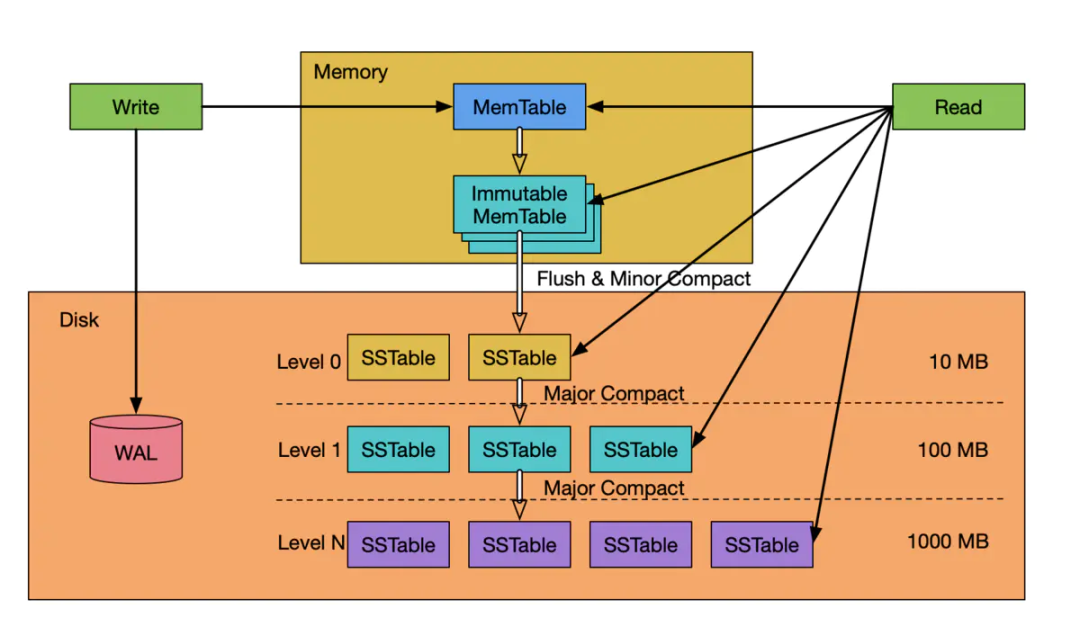 Memory
Write
MemTable
Read
Immutable
MemTable
Flush & Minor Compact
Disk
Level 0 SSTable SSTable 10 MB
Major Compact
WAL
Level 1 SSTable SSTable SSTable 100 MB
Major Compact
Level N SSTable SSTable SSTable SSTable 1000 MB